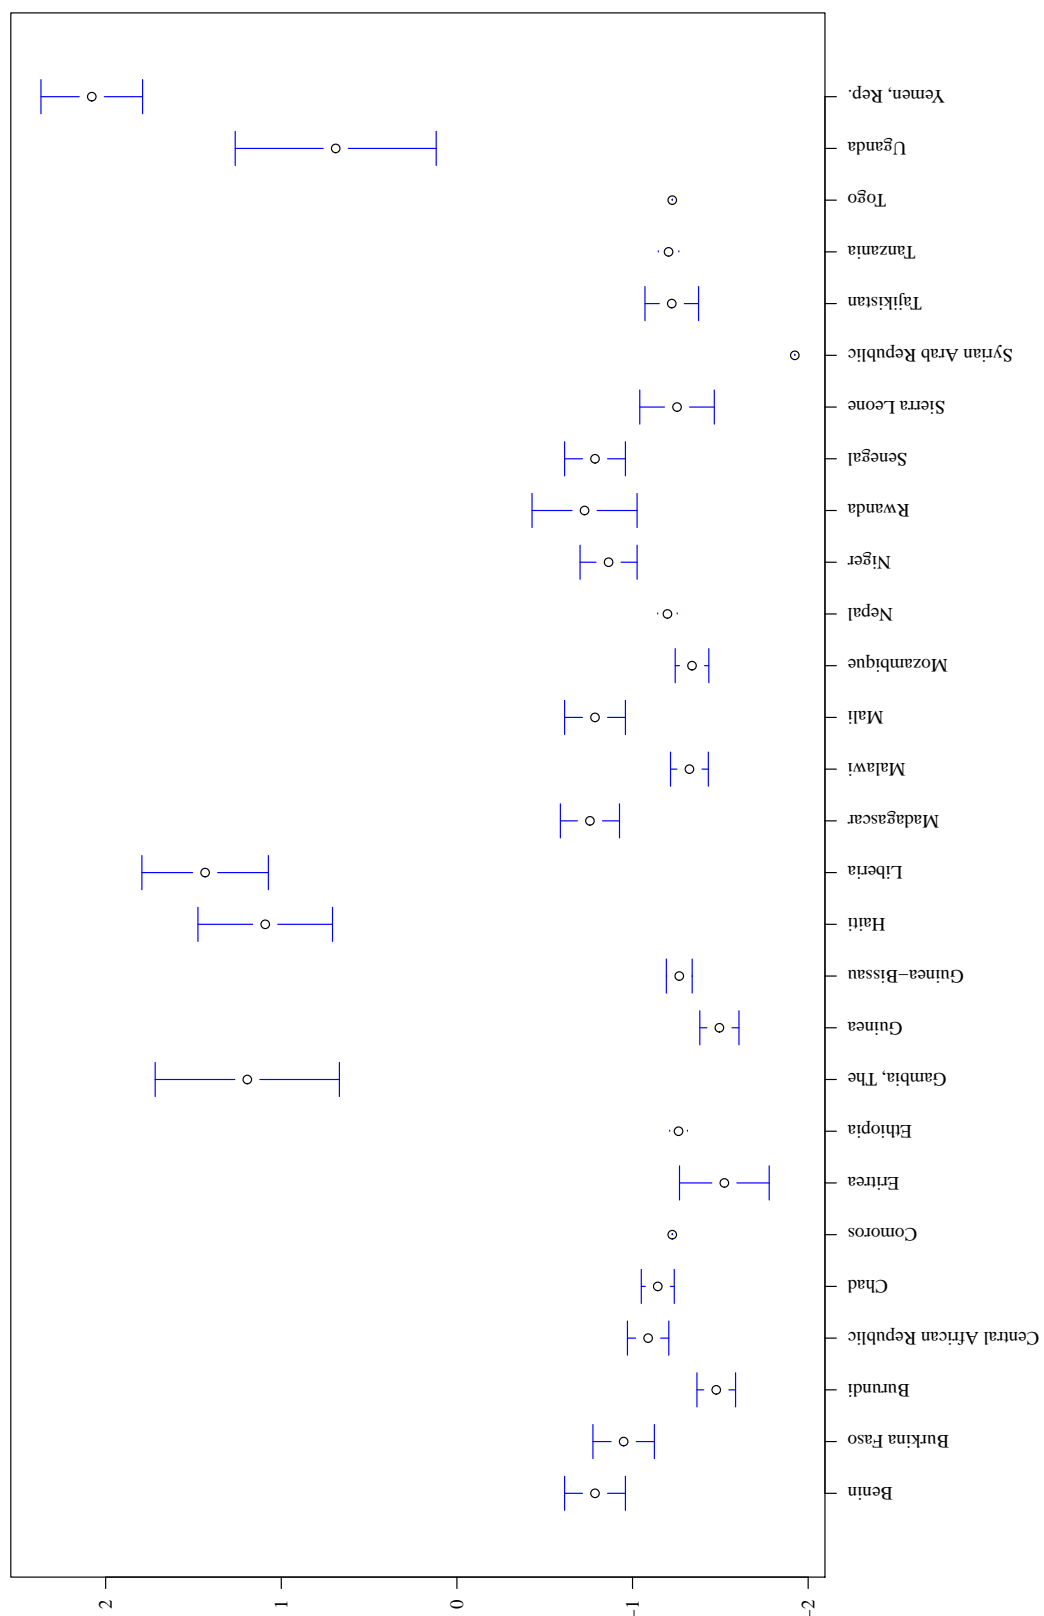 Yemen, Rep.
Uganda
Togo
Tanzania
Tajikistan
Syrian Arab Republic
Sierra Leone
Senegal
Rwanda
Niger
Nepal
Mozambique
Mali
Malawi
Madagascar
Liberia
Haiti
Guinea−Bissau
Guinea
Gambia, The
Ethiopia
Eritrea
Comoros
Chad
Central African Republic
Burundi
Burkina Faso
Benin
2
1
0
−1
−2